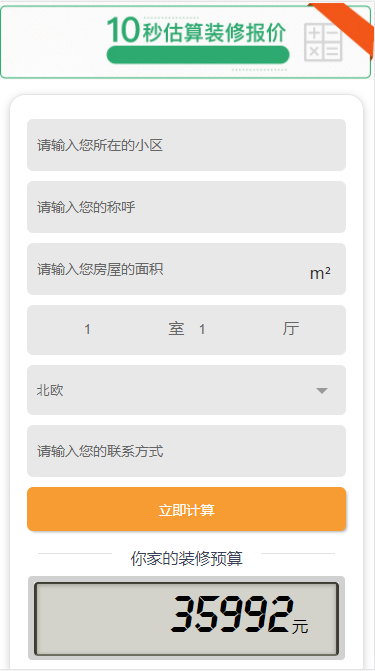 10秒估算装修报价
请输入您所在的小区
请输入您的称呼
请输入您房屋的面积 m²
1 室 1 厅
北欧
请输入您的联系方式
立即计算
你家的装修预算
35992元